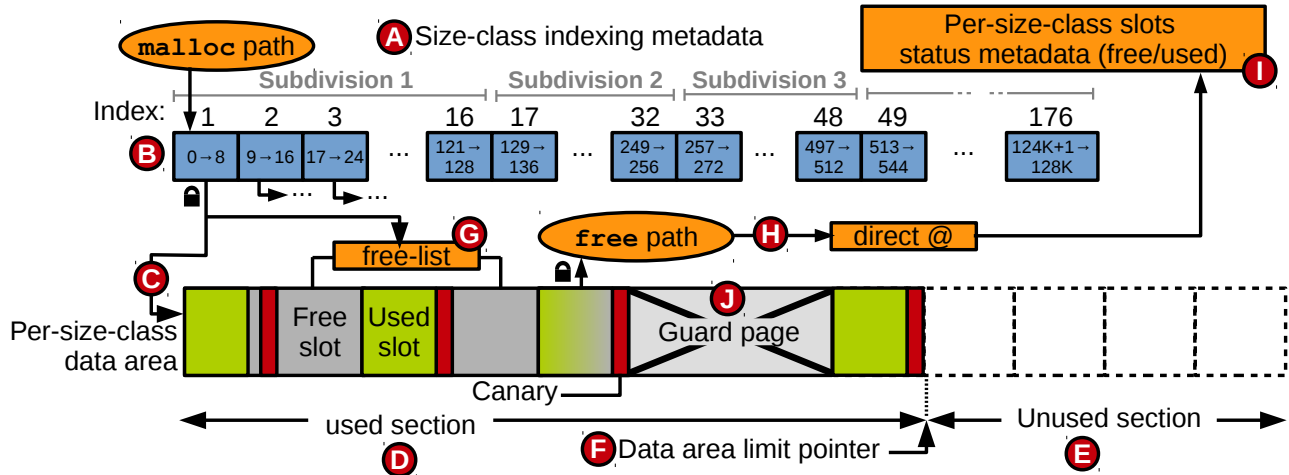 malloc path
A Size-class indexing metadata
Per-size-class slots
status metadata (free/used)
I
Subdivision 1 Subdivision 2 Subdivision 3
Index: 1 2 3 16 17 32 33 48 49 176
B
0→8 9→16 17→24 ... 121→ 129→ ... 249→ 257→ ... 497→ 513→ ... 124K+1→
128 136 256 272 512 544 128K
... ...
G
free-list
free path
H
direct @
C
Per-size-class
data area
Free
slot
Used
slot
J
Guard page
Canary
used section
D
F Data area limit pointer
Unused section
E